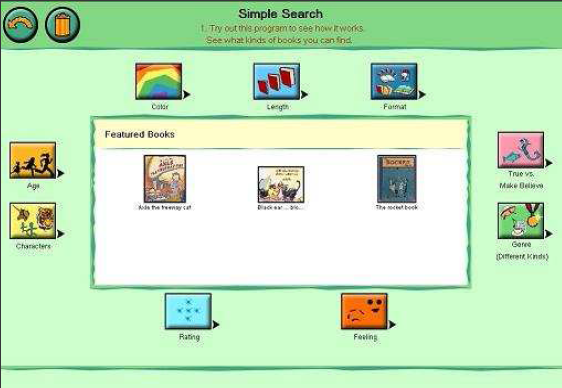 Simple Search
1. Try out this program to see how it works.
See what kinds of books you can find.
Color
Length
Format
Featured Books
Age
True vs.
Make Believe
the freeway cat
Black ear ...
The rocket book
Characters
Genre
(Different Kinds)
Rating
Feeling